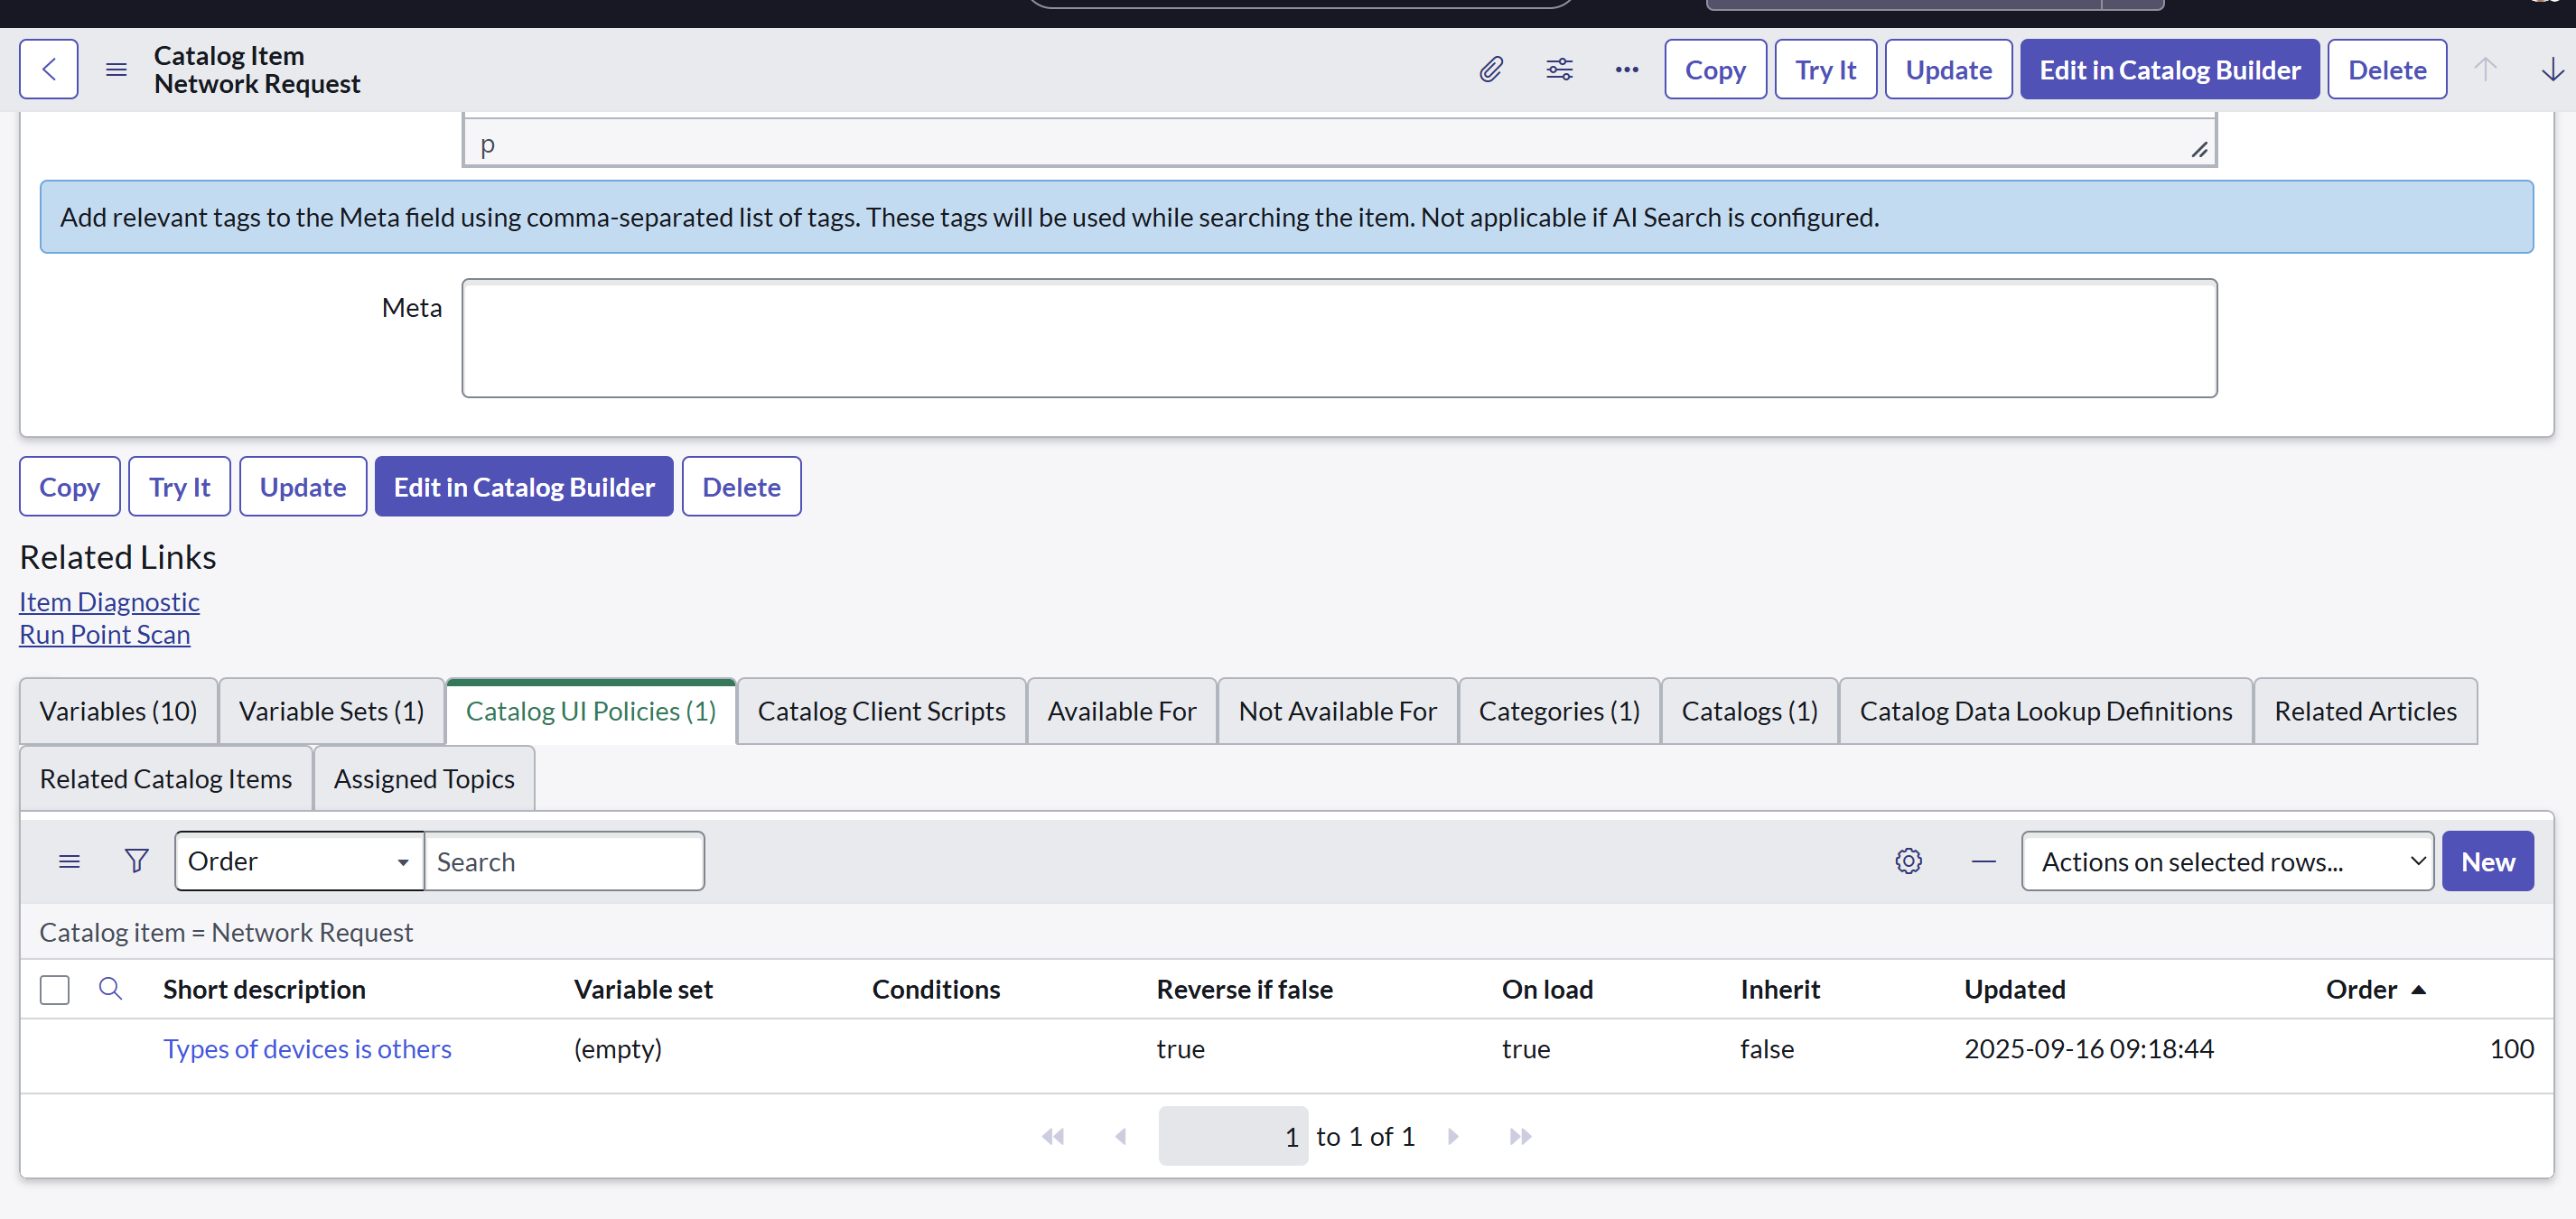 Catalog Item
Network Request
Copy Try It Update Edit in Catalog Builder Delete
p
Add relevant tags to the Meta field using comma-separated list of tags. These tags will be used while searching the item. Not applicable if AI Search is configured.
Meta
Copy Try It Update Edit in Catalog Builder Delete
Related Links
Item Diagnostic
Run Point Scan
Variables (10) Variable Sets (1) Catalog UI Policies (1) Catalog Client Scripts Available For Not Available For Categories (1) Catalogs (1) Catalog Data Lookup Definitions Related Articles
Related Catalog Items Assigned Topics
Order Search Actions on selected rows... New
Catalog item = Network Request
Short description Variable set Conditions Reverse if false On load Inherit Updated Order
Types of devices is others (empty) true true false 2025-09-16 09:18:44 100
1 to 1 of 1